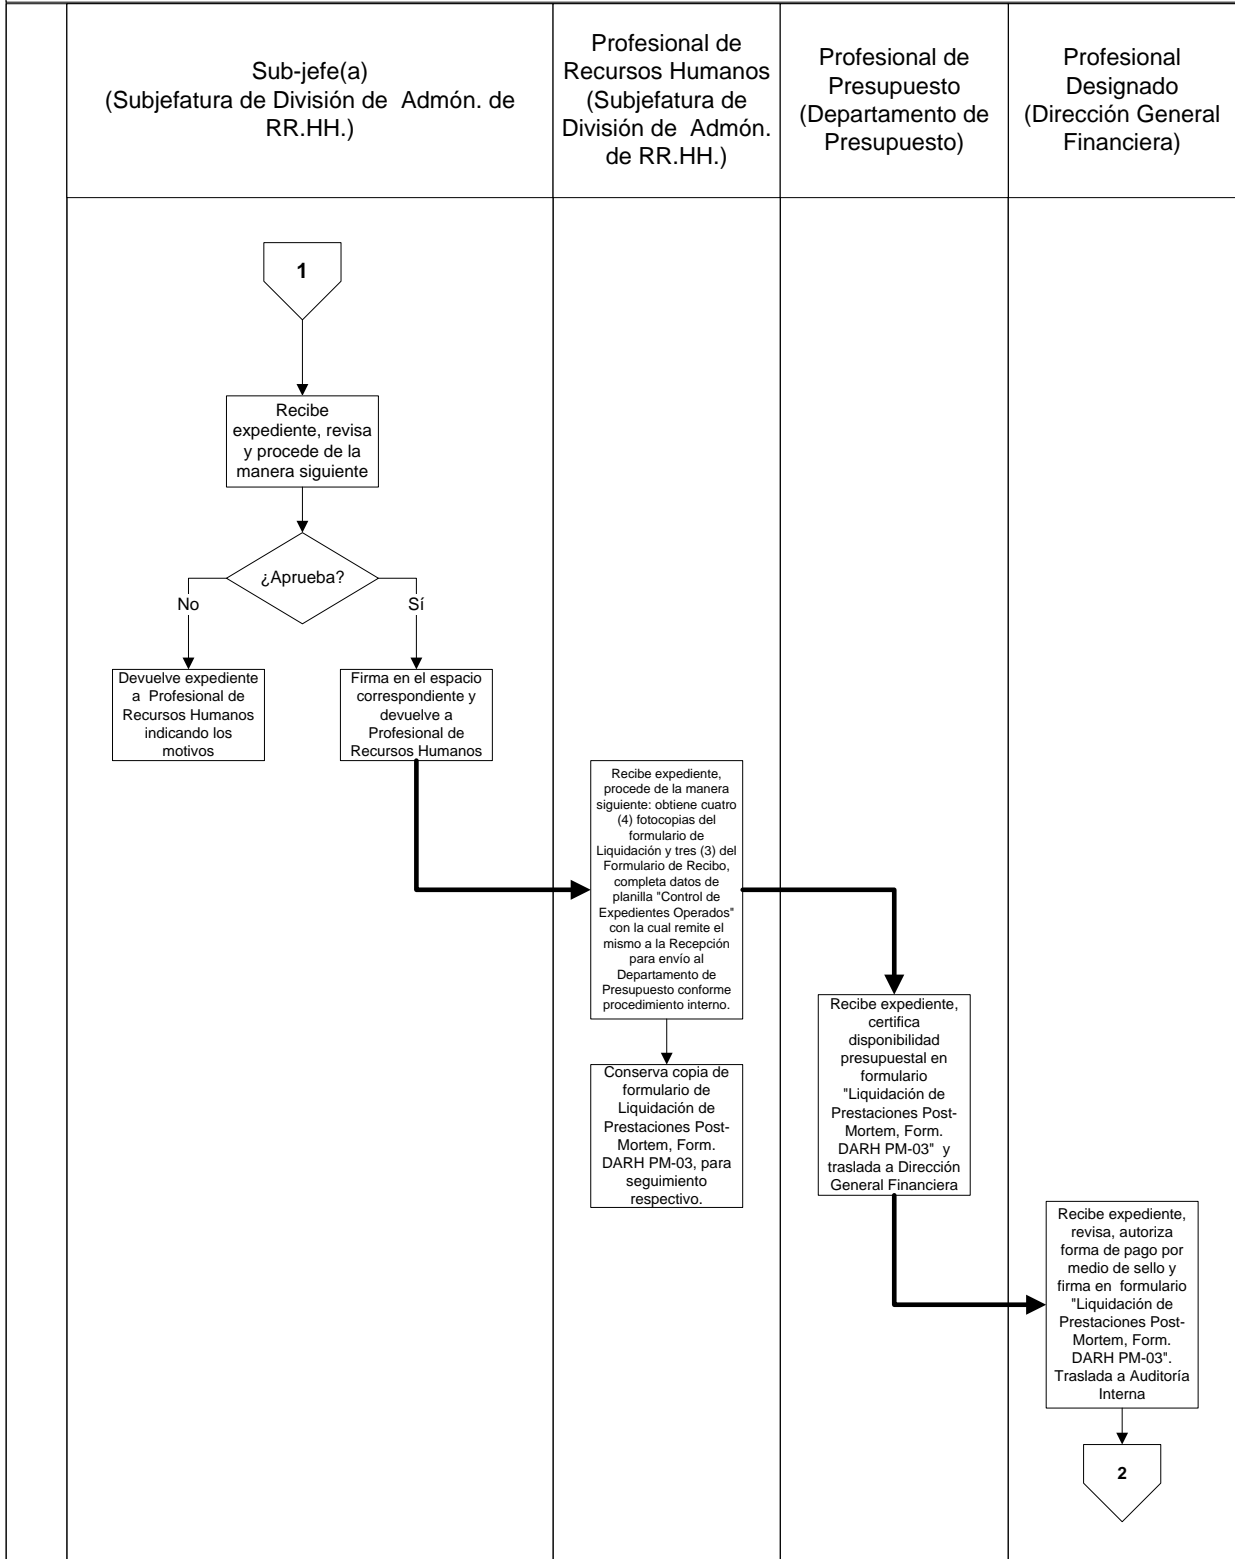 Sub-jefe(a)
(Subjefatura de División de Admón. de
RR.HH.)
Profesional de
Recursos Humanos
(Subjefatura de
División de Admón.
de RR.HH.)
Profesional de
Presupuesto
(Departamento de
Presupuesto)
Profesional
Designado
(Dirección General
Financiera)
1
Recibe
expediente, revisa
y procede de la
manera siguiente
¿Aprueba?
No
Sí
Devuelve expediente
a Profesional de
Recursos Humanos
indicando los
motivos
Firma en el espacio
correspondiente y
devuelve a
Profesional de
Recursos Humanos
Recibe expediente,
procede de la manera
siguiente: obtiene cuatro
(4) fotocopias del
formulario de
Liquidación y tres (3) del
Formulario de Recibo,
completa datos de
planilla "Control de
Expedientes Operados"
con la cual remite el
mismo a la Recepción
para envío al
Departamento de
Presupuesto conforme
procedimiento interno.
Conserva copia de
formulario de
Liquidación de
Prestaciones Post-
Mortem, Form.
DARH PM-03, para
seguimiento
respectivo.
Recibe expediente,
certifica
disponibilidad
presupuestal en
formulario
"Liquidación de
Prestaciones Post-
Mortem, Form.
DARH PM-03" y
traslada a Dirección
General Financiera
Recibe expediente,
revisa, autoriza
forma de pago por
medio de sello y
firma en formulario
"Liquidación de
Prestaciones Post-
Mortem, Form.
DARH PM-03".
Traslada a Auditoría
Interna
2